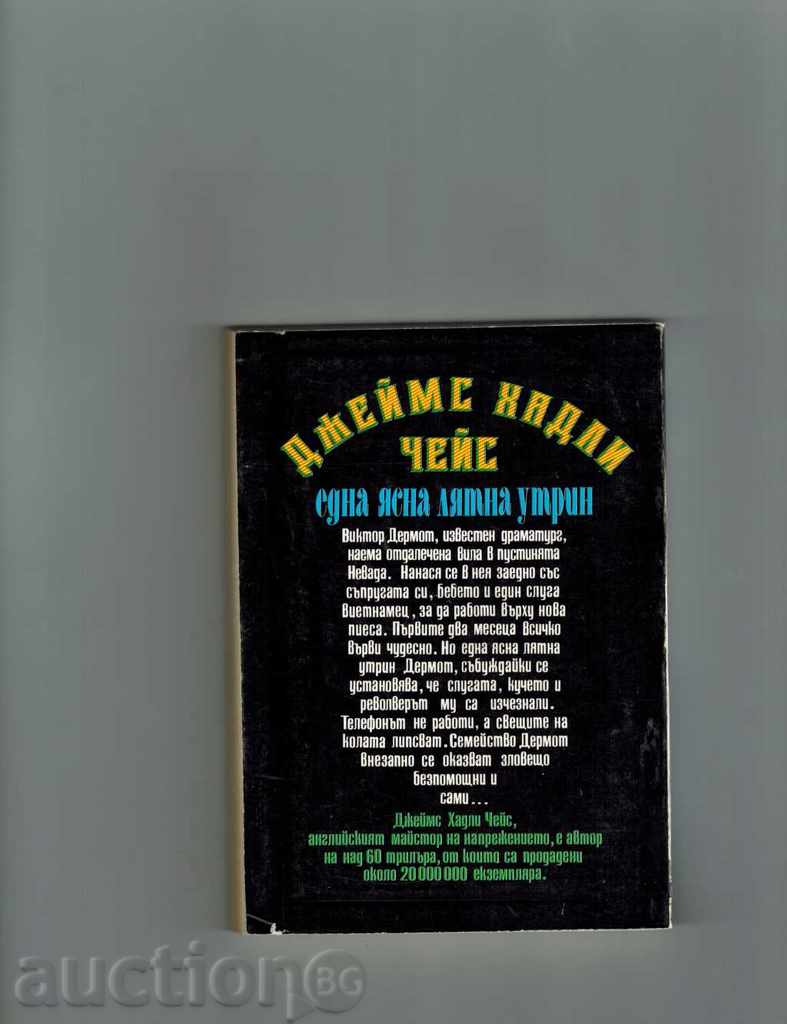 ДЖЕЙМС ХАДЛИ
ЧЕЙС
една ясна лятна утрин
Виктор Дермот, известен драматург,
наема отдалечена вила в пустинята
Невада. Нанася се в нея заедно със
съпругата си, бебето и един слуга
Виетнамец, за да работи върху нова
пиеса. Първите два месеца всичко
върви чудесно. Но една ясна лятна
утрин Дермот, събуждайки се
установява, че слугата, кучето и
револверът му са изчезнали.
Телефонът не работи, а свещите на
колата липсват. Семейство Дермот
внезапно се оказват зловещо
безпомощни и
сами...
Джеймс Хадли Чейс,
английският майстор на напрежението, е автор
на над 60 трилъра, от които са продадени
около 20 000 000 екземпляра.
auctionBG